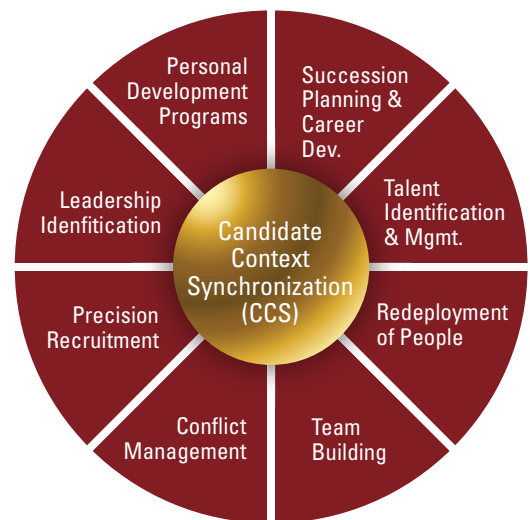 Personal
Development
Programs
Succession
Planning &
Career
Dev.
Talent
Identification
& Mgmt.
Redeployment
of People
Team
Building
Conflict
Management
Precision
Recruitment
Leadership
Idenfitication
Candidate
Context
Synchronization
(CCS)